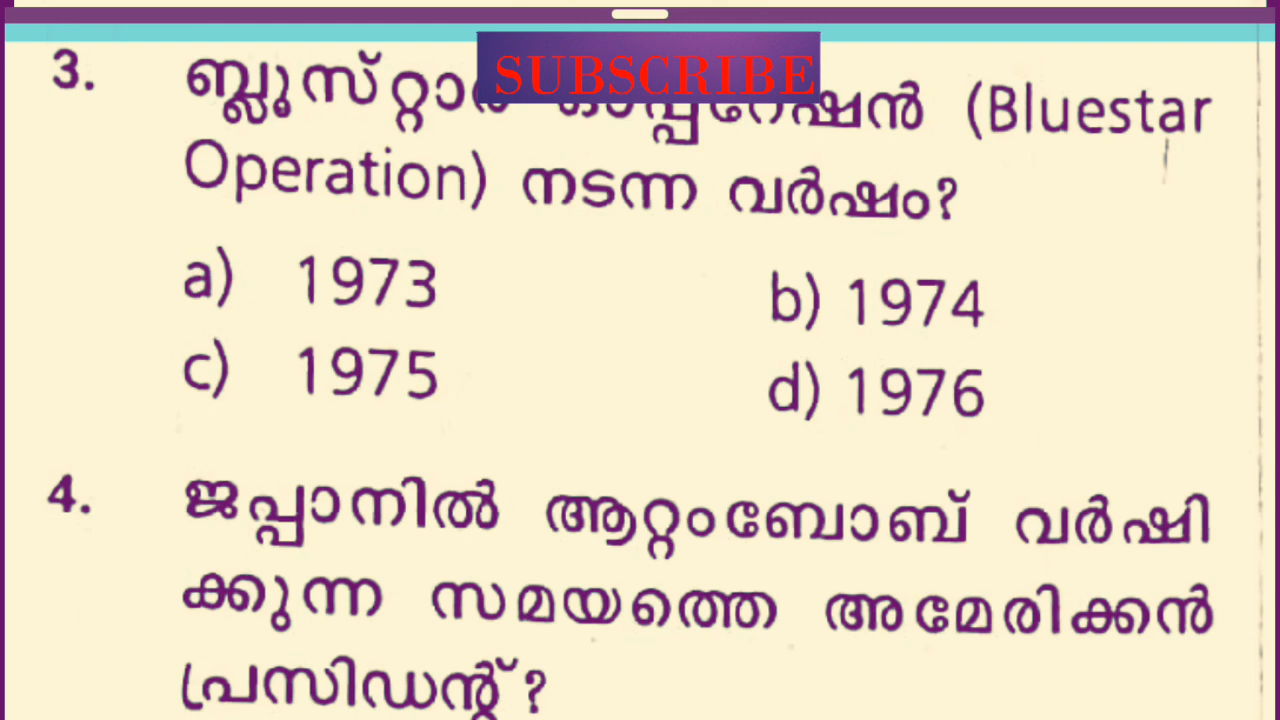 SUBSCRIBE
3. (Bluestar
Operation) നടന്ന വർഷം?
a) 1973 b) 1974
c) 1975 d) 1976
4. ജപ്പാനിൽ ആറ്റംബോബ് വർഷി
ക്കുന്ന സമയത്തെ അമേരിക്കൻ
പ്രസിഡന്റ്?